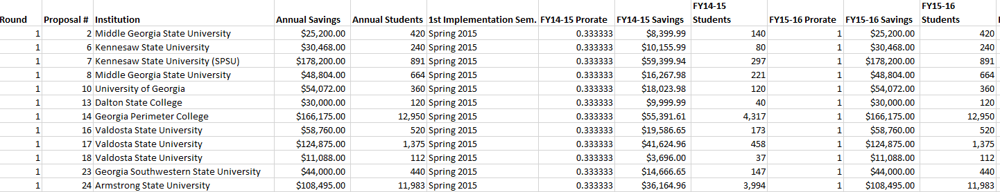 Round Proposal # Institution Annual Savings Annual Students 1st Implementation Sem. FY14-15 Prorate FY14-15 Savings FY14-15 Students FY15-16 Prorate FY15-16 Savings FY15-16 Students
1 2 Middle Georgia State University $25,200.00 420 Spring 2015 0.333333 $8,399.99 140 1 $25,200.00 420
1 6 Kennesaw State University $30,468.00 240 Spring 2015 0.333333 $10,155.99 80 1 $30,468.00 240
1 7 Kennesaw State University (SPSU) $178,200.00 891 Spring 2015 0.333333 $59,399.94 297 1 $178,200.00 891
1 8 Middle Georgia State University $48,804.00 664 Spring 2015 0.333333 $16,267.98 221 1 $48,804.00 664
1 10 University of Georgia $54,072.00 360 Spring 2015 0.333333 $18,023.98 120 1 $54,072.00 360
1 13 Dalton State College $30,000.00 120 Spring 2015 0.333333 $9,999.99 40 1 $30,000.00 120
1 14 Georgia Perimeter College $166,175.00 12,950 Spring 2015 0.333333 $55,391.61 4,317 1 $166,175.00 12,950
1 16 Valdosta State University $58,760.00 520 Spring 2015 0.333333 $19,586.65 173 1 $58,760.00 520
1 17 Valdosta State University $124,875.00 1,375 Spring 2015 0.333333 $41,624.96 458 1 $124,875.00 1,375
1 18 Valdosta State University $11,088.00 112 Spring 2015 0.333333 $3,696.00 37 1 $11,088.00 112
1 23 Georgia Southwestern State University $44,000.00 440 Spring 2015 0.333333 $14,666.65 147 1 $44,000.00 440
1 24 Armstrong State University $108,495.00 11,983 Spring 2015 0.333333 $36,164.96 3,994 1 $108,495.00 11,983